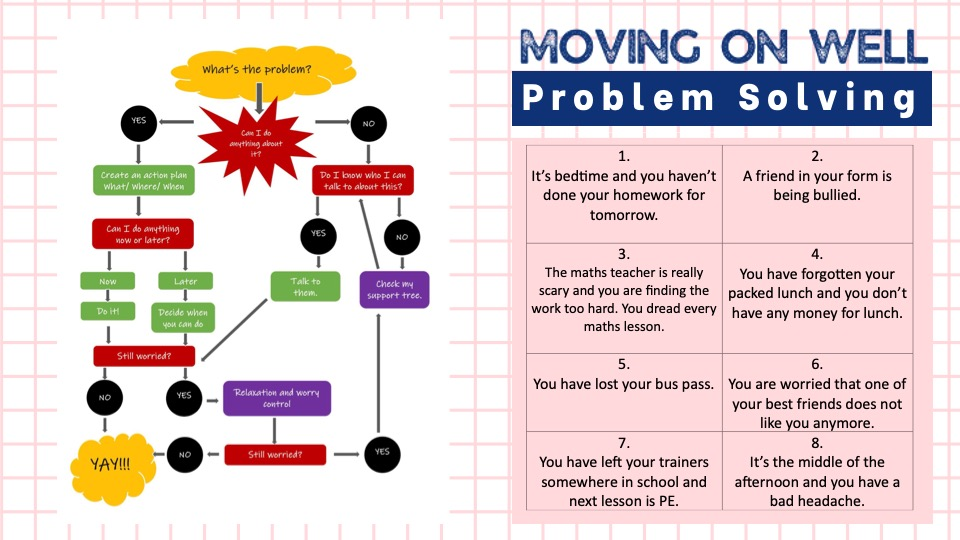 MOVING ON WELL
Problem Solving
What's the problem?
Can I do
anything about
it?
YES
NO
Create an action plan
What/ Where/ When
Do I know who I can
talk to about this?
Can I do anything
now or later?
YES
NO
Now
Later
Talk to
them.
Check my
support tree.
Do it!
Decide when
you can do
Still worried?
NO
YES
Relaxation and worry
control
YAY!!!
NO
Still worried?
YES
1.
It's bedtime and you haven't
done your homework for
tomorrow.
2.
A friend in your form is
being bullied.
3.
The maths teacher is really
scary and you are finding the
work too hard. You dread every
maths lesson.
4.
You have forgotten your
packed lunch and you don't
have any money for lunch.
5.
You have lost your bus pass.
6.
You are worried that one of
your best friends does not
like you anymore.
7.
You have left your trainers
somewhere in school and
next lesson is PE.
8.
It's the middle of the
afternoon and you have a
bad headache.